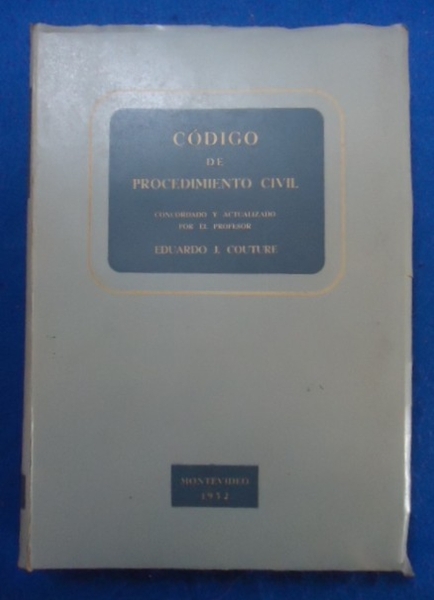 CÓDIGO
DE
PROCEDIMIENTO CIVIL
CONCORDADO Y ACTUALIZADO
POR EL PROFESOR
EDUARDO J. COUTURE
MONTEVIDEO
1952